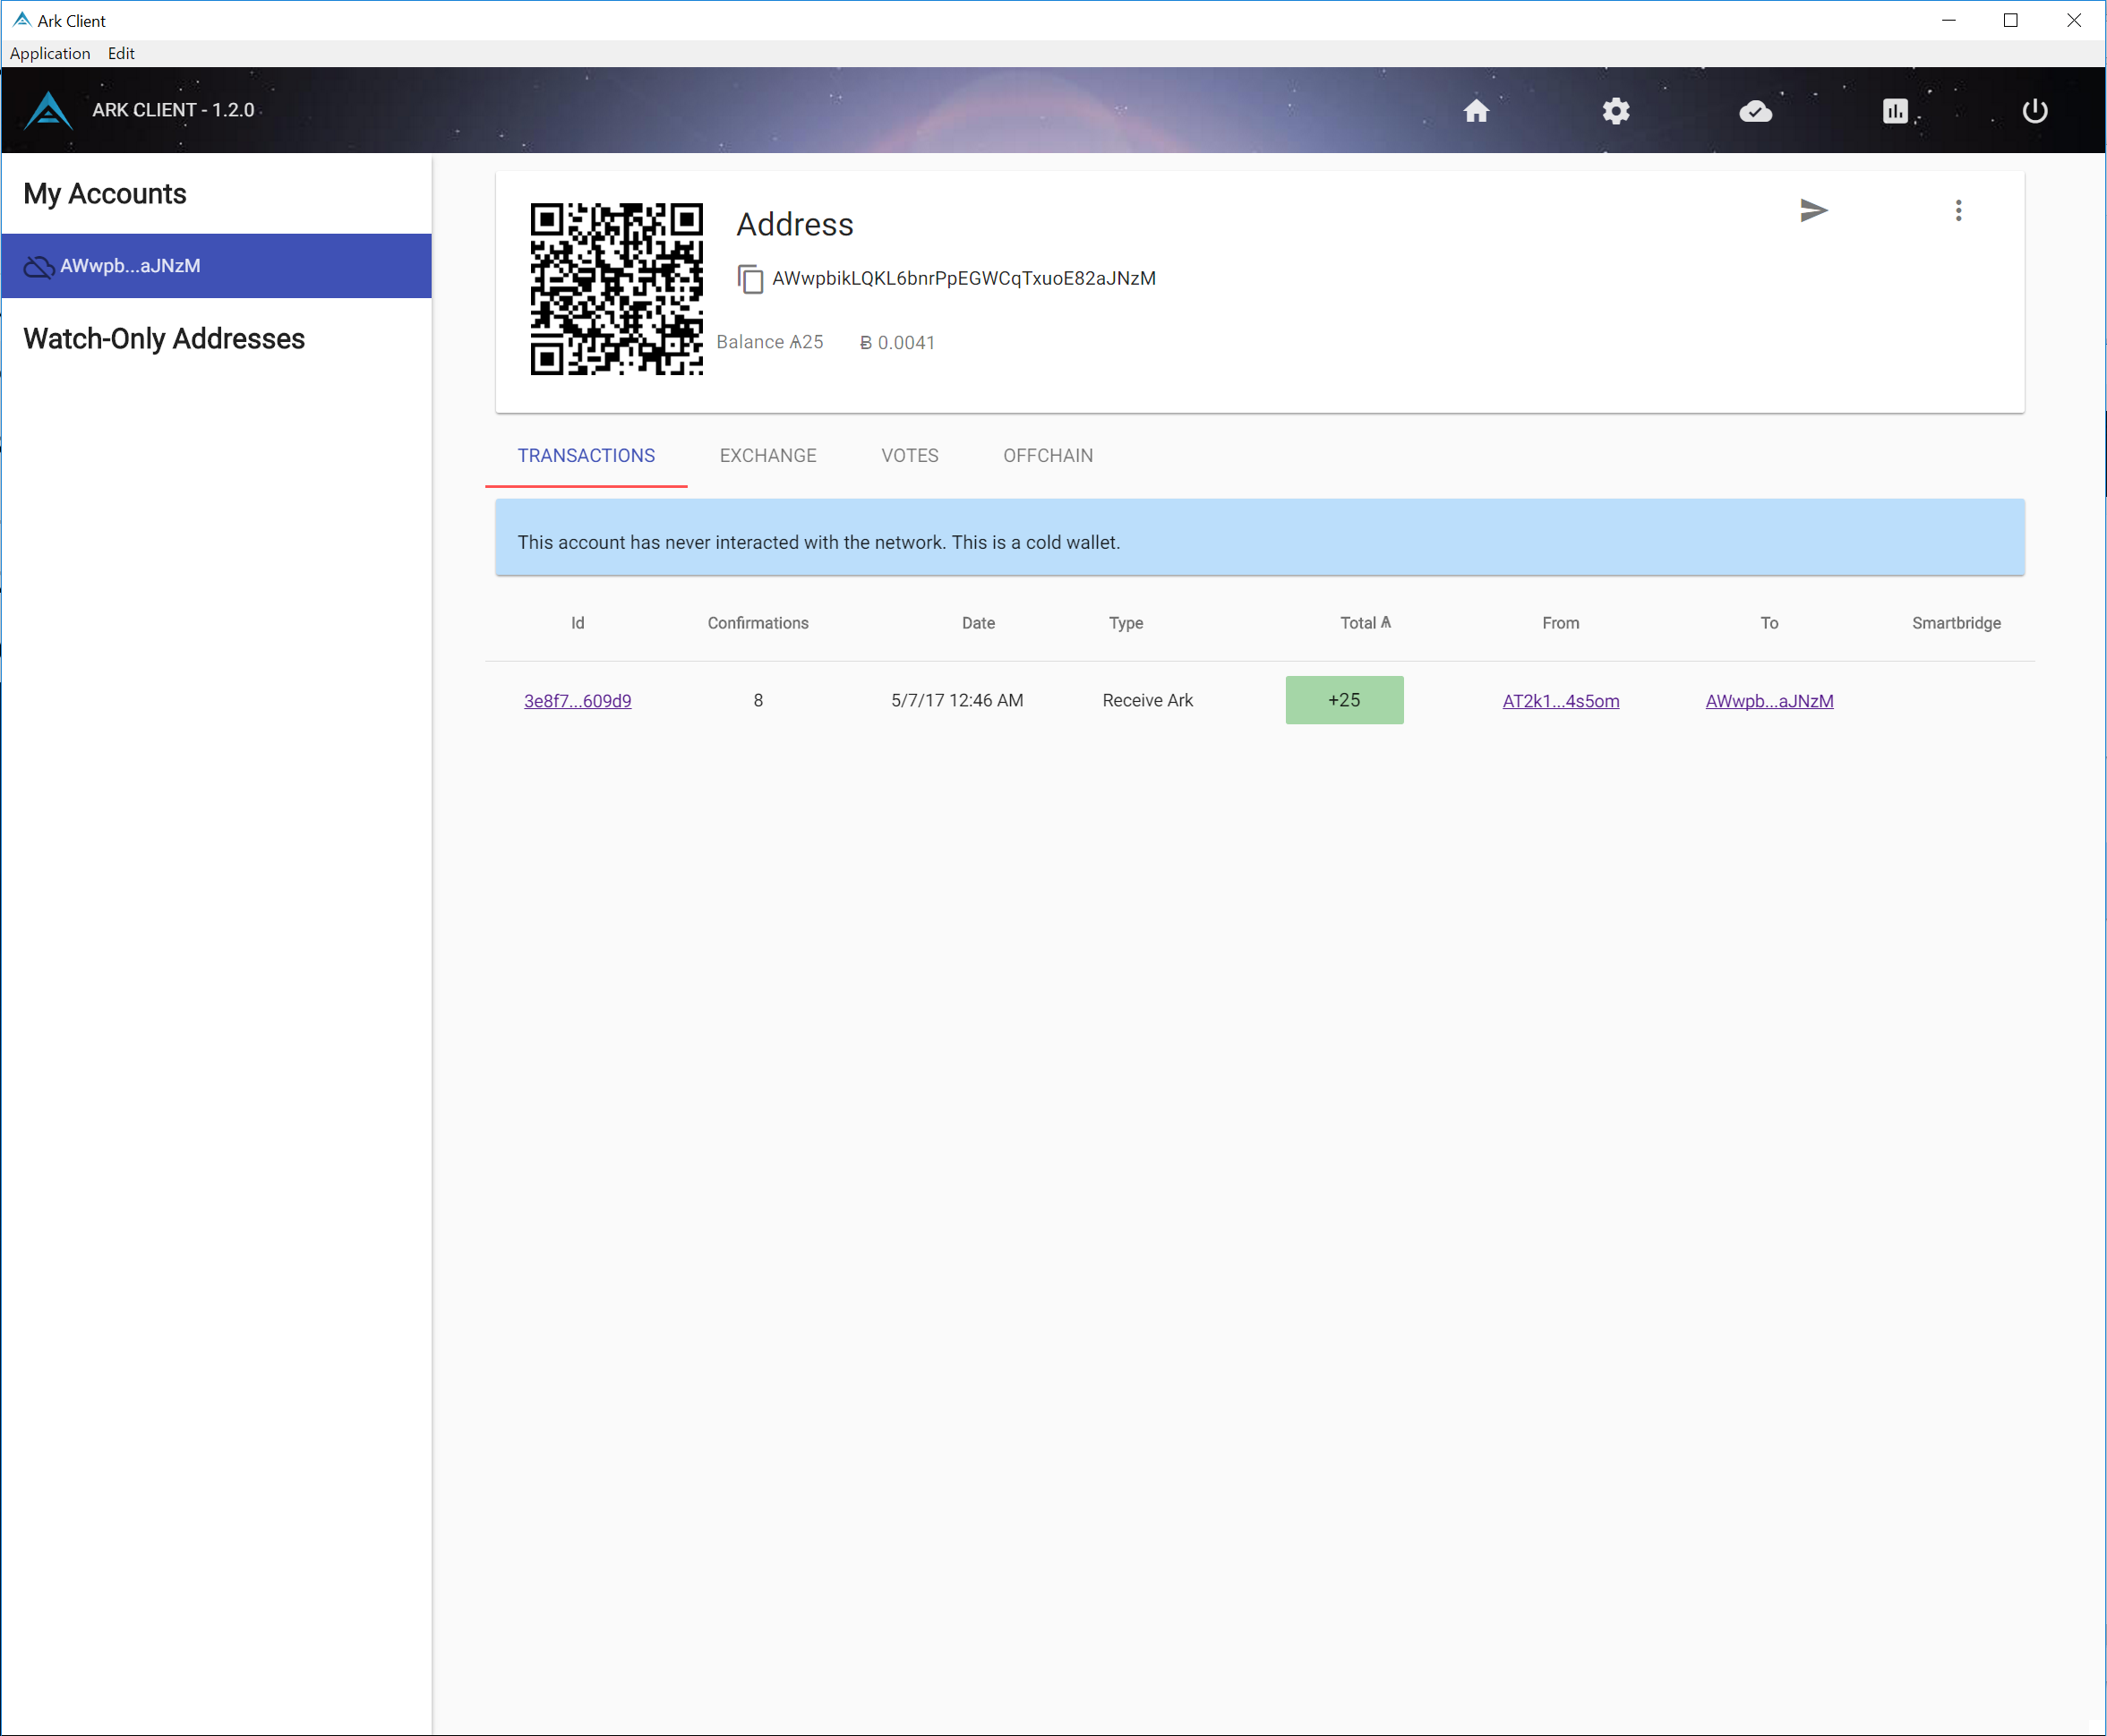 Ark Client
Application Edit
ARK CLIENT - 1.2.0
My Accounts
AWwpb...aJNzM
Watch-Only Addresses
Address
AWwpbikLQKL6bnrPpEGWCqTxuoE82aJNzM
Balance Ѧ25 Ƀ 0.0041
TRANSACTIONS EXCHANGE VOTES OFFCHAIN
This account has never interacted with the network. This is a cold wallet.
Id Confirmations Date Type Total Ѧ From To Smartbridge
3e8f7...609d9 8 5/7/17 12:46 AM Receive Ark +25 AT2k1...4s5om AWwpb...aJNzM